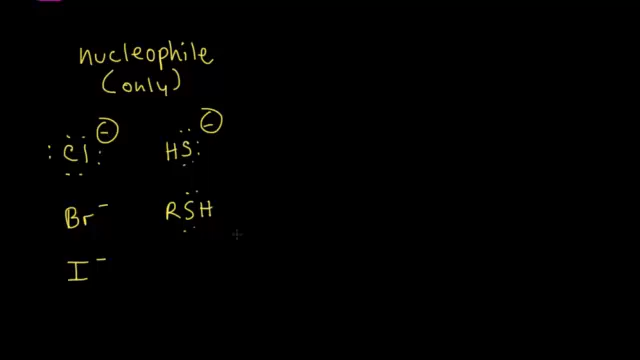 nucleophile
(only)
:Cl:⊖ HS:⊖
Br⁻ RSH
I⁻